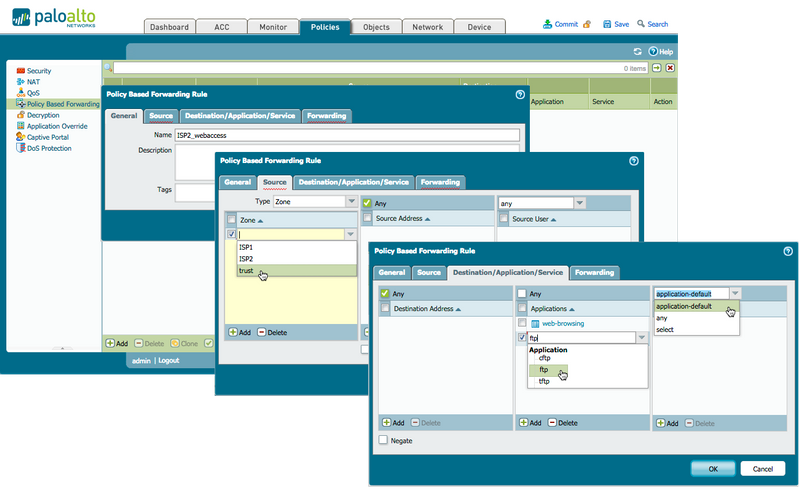 paloalto
NETWORKS
Dashboard ACC Monitor Policies Objects Network Device
Commit Save Search
Help
Security
NAT
QoS
Policy Based Forwarding
Decryption
Application Override
Captive Portal
DoS Protection
0 items
Application Service Action
Add Delete Clone
admin | Logout
Policy Based Forwarding Rule
General Source Destination/Application/Service Forwarding
Name ISP2_webaccess
Description
Tags
Policy Based Forwarding Rule
General Source Destination/Application/Service Forwarding
Type Zone
Any
any
Zone
Source Address
Source User
ISP1
ISP2
trust
Add Delete
Policy Based Forwarding Rule
General Source Destination/Application/Service Forwarding
Any
Any
application-default
Destination Address
Applications
application-default
any
select
web-browsing
ftp
Application
cftp
ftp
tftp
Add Delete
Add Delete
Add Delete
Negate
OK Cancel